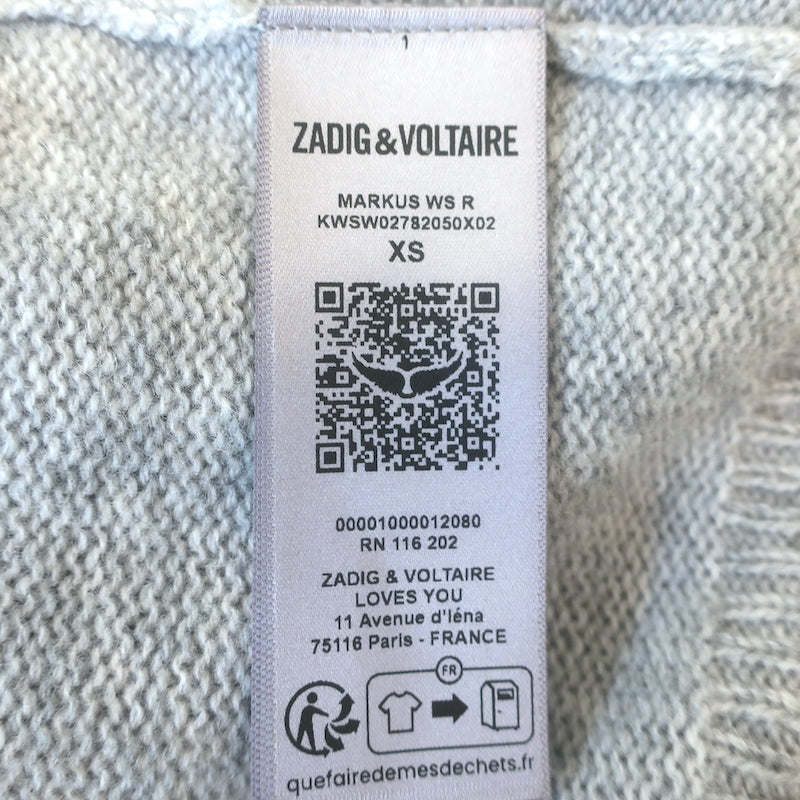 1
ZADIG & VOLTAIRE
MARKUS WS R
KWSW02782050X02
XS
00001000012080
RN 116 202
ZADIG & VOLTAIRE
LOVES YOU
11 Avenue d'Iéna
75116 Paris - FRANCE
FR
quefairedemesdechets.fr